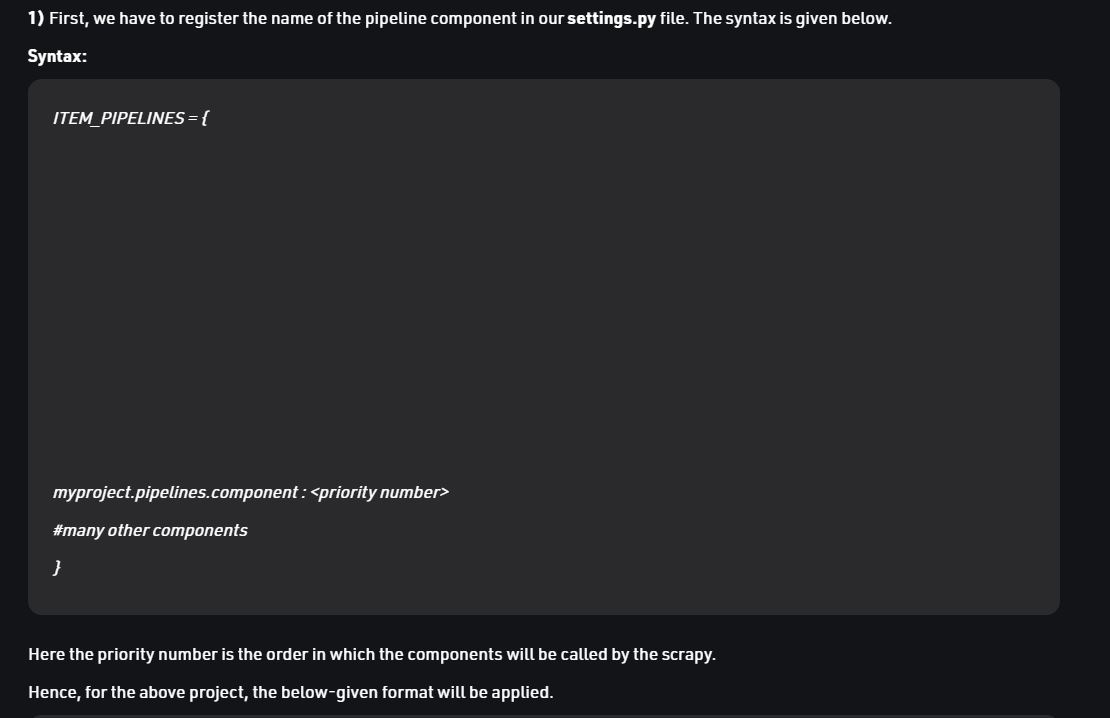 1) First, we have to register the name of the pipeline component in our settings.py file. The syntax is given below.
Syntax:
ITEM_PIPELINES = {
myproject.pipelines.component : <priority number>
#many other components
}
Here the priority number is the order in which the components will be called by the scrapy.
Hence, for the above project, the below-given format will be applied.